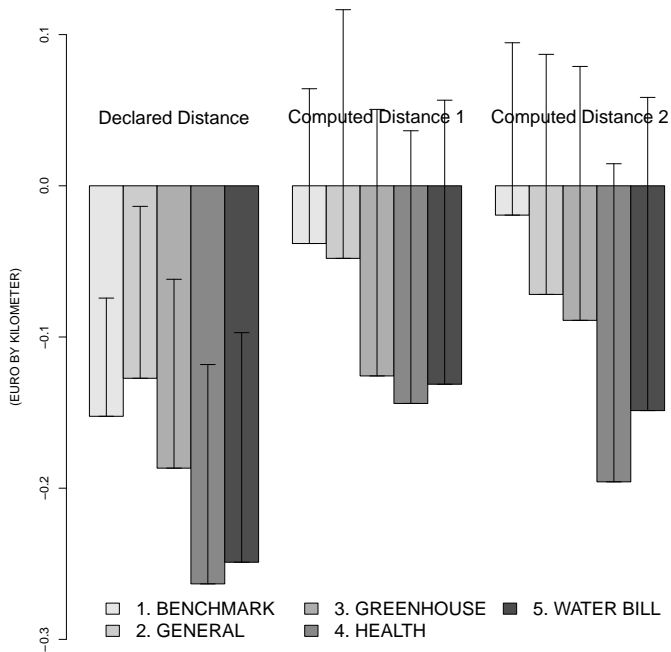 0.1
0.0
−0.1
−0.2
−0.3
(EURO BY KILOMETER)
Declared Distance
Computed Distance 1
Computed Distance 2
1. BENCHMARK
2. GENERAL
3. GREENHOUSE
4. HEALTH
5. WATER BILL